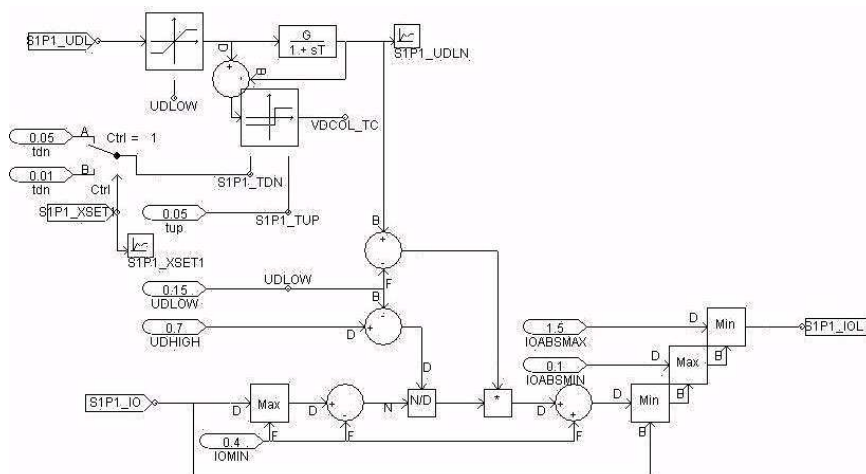 S1P1_UDL
G
1 + sT
S1P1_UDLN
D
B
+
-
UDLOW
VDCOL_TC
0.05
tdn
A
Ctrl = 1
0.01
tdn
B
Ctrl
S1P1_TDN
S1P1_XSET1
0.05
tup
S1P1_TUP
B
S1P1_XSET1
+
-
F
0.15
UDLOW
UDLOW
B
0.7
UDHIGH
D
+
-
D
1.5
IOABSMAX
D
Min
S1P1_IOL
0.1
IOABSMIN
D
Max
B
S1P1_IO
D
Max
D
+
-
N
N/D
*
D
+
+
D
Min
B
B
F
F
F
0.4
IOMIN